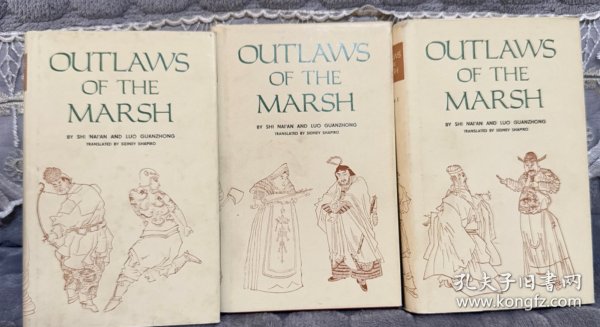 OUTLAWS
OF THE
MARSH
BY SHI NAI'AN AND LUO GUANZHONG
TRANSLATED BY SIDNEY SHAPIRO
OUTLAWS
OF THE
MARSH
BY SHI NAI'AN AND LUO GUANZHONG
TRANSLATED BY SIDNEY SHAPIRO
OUTLAWS
OF THE
MARSH
BY SHI NAI'AN AND LUO GUANZHONG
TRANSLATED BY SIDNEY SHAPIRO
孔夫子旧书网
www.kongfz.com